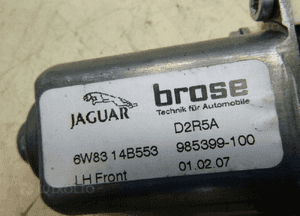 brose
JAGUAR
Technik für Automobile
D2R5A
6W83 14B553
985399-100
LH Front
01.02.07